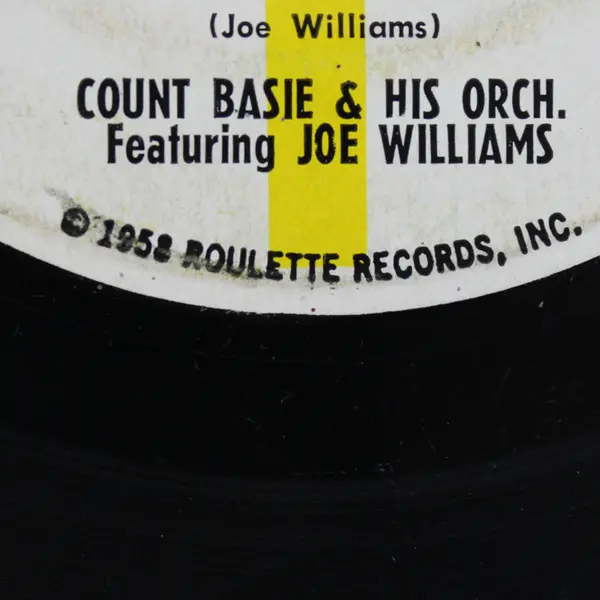 (Joe Williams)
COUNT BASIE & HIS ORCH.
Featuring JOE WILLIAMS
© 1958 ROULETTE RECORDS, INC.